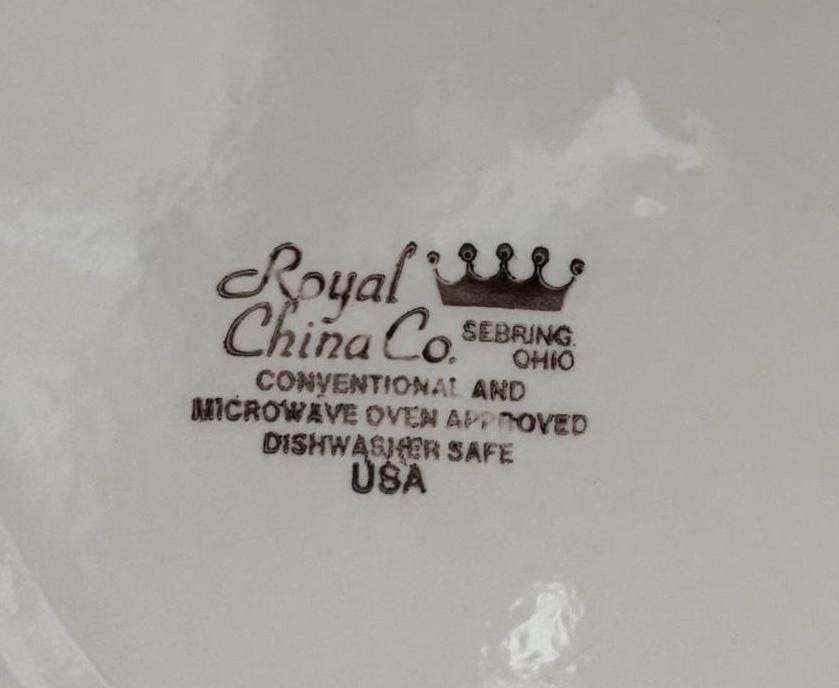 Royal
China Co. SEBRING,
OHIO
CONVENTIONAL AND
MICROWAVE OVEN APPROVED
DISHWASHER SAFE
USA